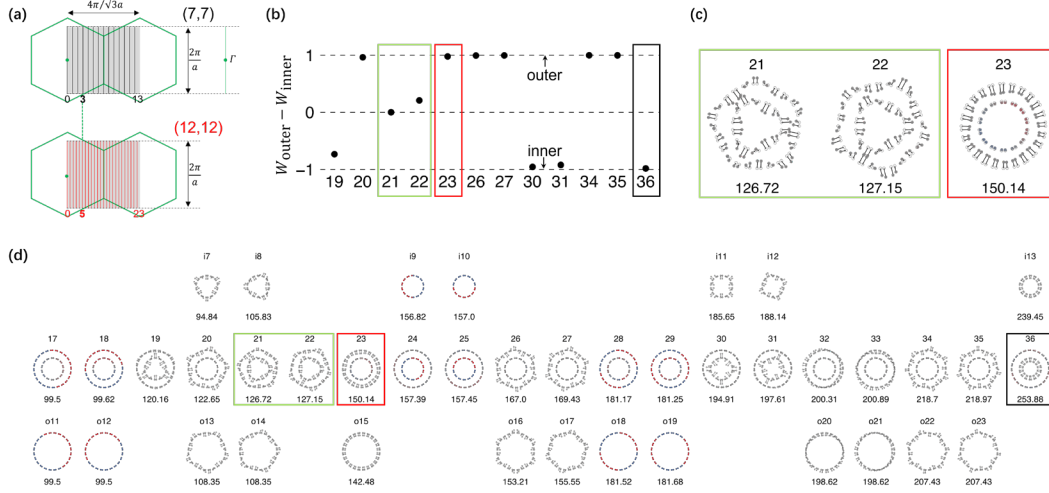 (a)
4π/√3a
(7,7)
2π
a
Γ
0 3 13
(12,12)
2π
a
0 5 23
(b)
W_outer − W_inner
1
0
−1
outer
inner
19 20 21 22 23 26 27 30 31 34 35 36
(c)
21 22 23
126.72 127.15 150.14
(d)
i7 i8 i9 i10 i11 i12 i13
94.84 105.83 156.82 157.0 185.65 188.14 239.45
17 18 19 20 21 22 23 24 25 26 27 28 29 30 31 32 33 34 35 36
99.5 99.62 120.16 122.65 126.72 127.15 150.14 157.39 157.45 167.0 169.43 181.17 181.25 194.91 197.61 200.31 200.89 218.7 218.97 253.88
o11 o12 o13 o14 o15 o16 o17 o18 o19 o20 o21 o22 o23
99.5 99.5 108.35 108.35 142.48 153.21 155.55 181.52 181.68 198.62 198.62 207.43 207.43